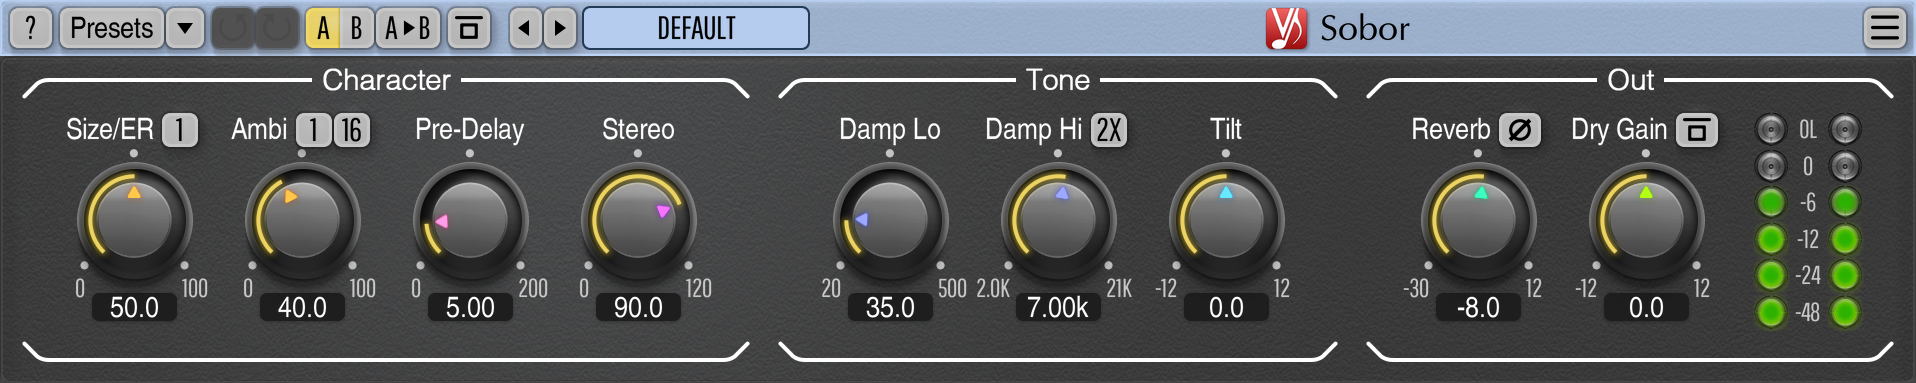 ? Presets A B A B DEFAULT Sobor
Character Tone Out
Size/ER 1 Ambi 1 16 Pre-Delay Stereo Damp Lo Damp Hi 2X Tilt Reverb Ø Dry Gain 0L
0
-6
-12
-24
0 100 0 100 0 200 0 120 20 500 2.0K 21K -12 12 -30 12 -12 12
50.0 40.0 5.00 90.0 35.0 7.00k 0.0 -8.0 0.0 -48